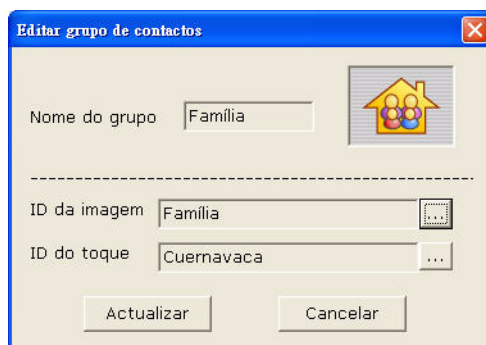 Editar grupo de contactos
Nome do grupo Família
ID da imagem Família ...
ID do toque Cuernavaca ...
Actualizar Cancelar